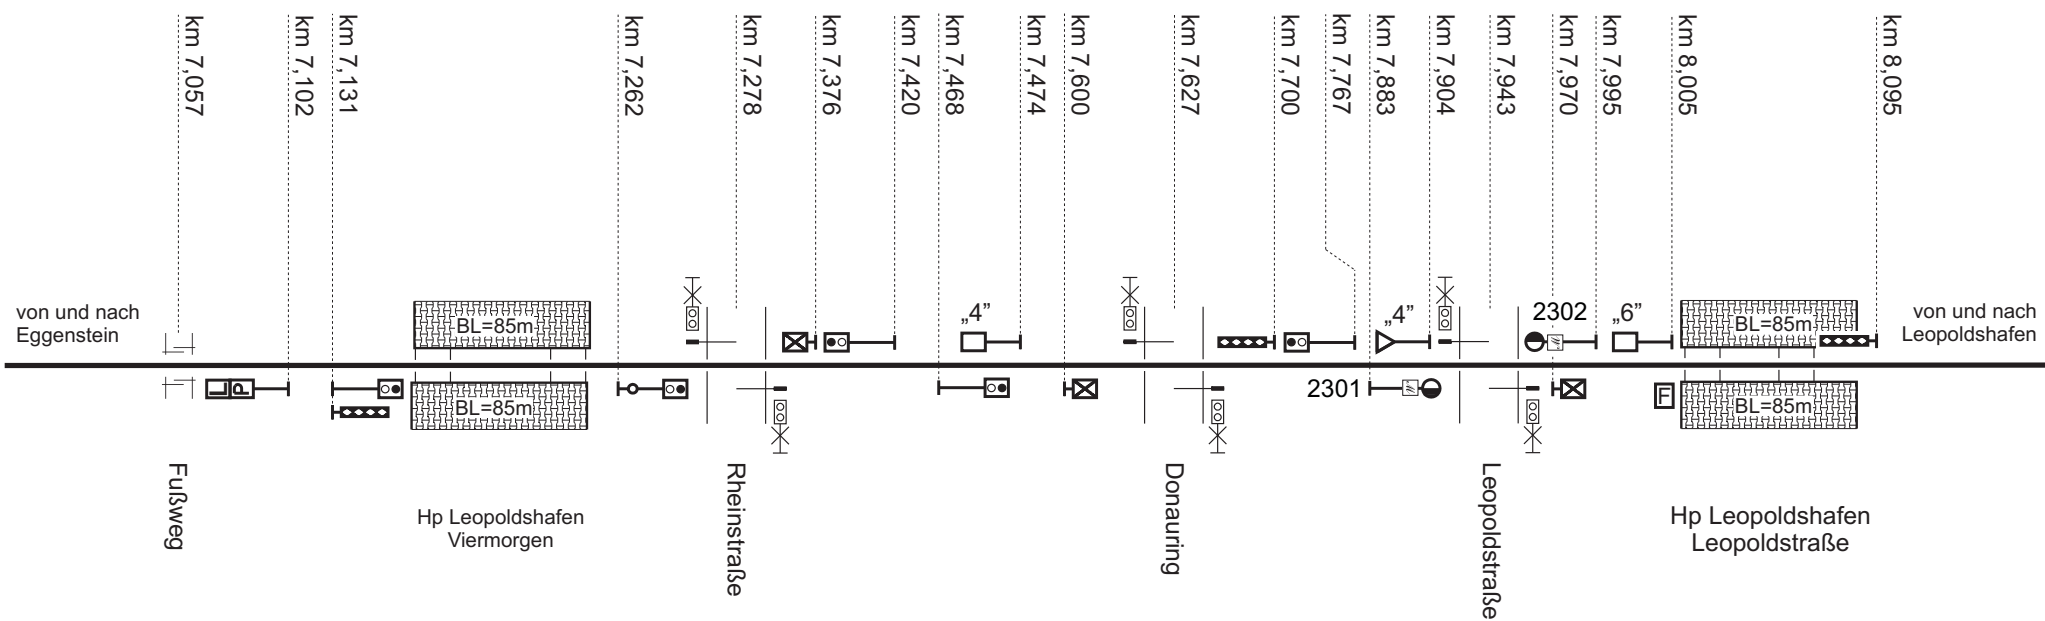 km 7,057
km 7,102
km 7,131
km 7,262
km 7,278
km 7,376
km 7,420
km 7,468
km 7,474
km 7,600
km 7,627
km 7,700
km 7,767
km 7,883
km 7,904
km 7,943
km 7,970
km 7,995
km 8,005
km 8,095
von und nach
Eggenstein
BL=85m
„4”
„4”
2302
„6”
BL=85m
von und nach
Leopoldshafen
L P
BL=85m
2301
F
BL=85m
Fußweg
Hp Leopoldshafen
Viermorgen
Rheinstraße
Donauring
Leopoldstraße
Hp Leopoldshafen
Leopoldstraße